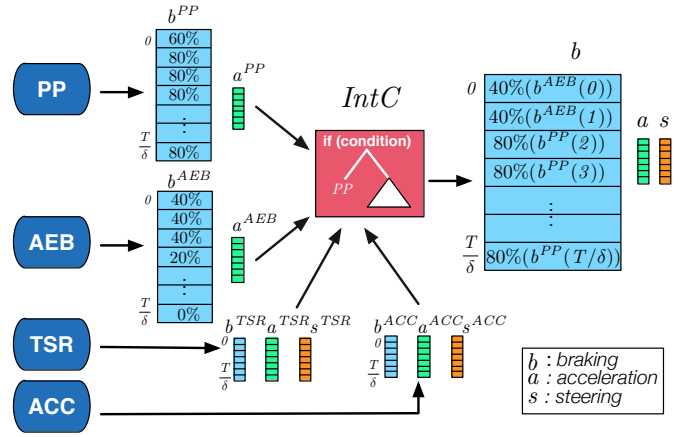 b^{PP}
0
60%
80%
80%
80%
⋮
T/δ
80%
PP
a^{PP}
IntC
if (condition)
PP
b
0
40%(b^{AEB}(0))
40%(b^{AEB}(1))
80%(b^{PP}(2))
80%(b^{PP}(3))
⋮
T/δ
80%(b^{PP}(T/δ))
a s
b^{AEB}
0
40%
40%
40%
20%
⋮
T/δ
0%
AEB
a^{AEB}
TSR
b^{TSR} a^{TSR} s^{TSR}
0
T/δ
b^{ACC} a^{ACC} s^{ACC}
0
T/δ
ACC
b : braking
a : acceleration
s : steering